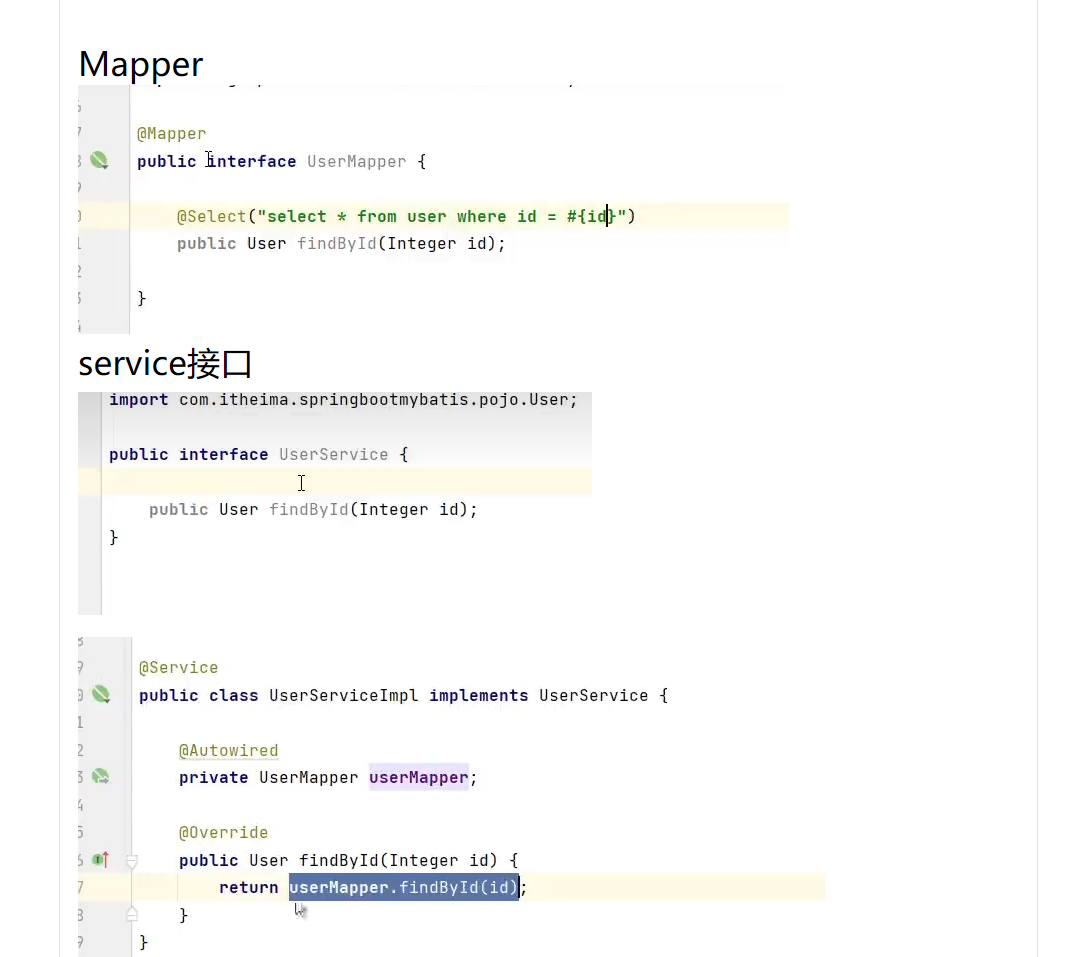 Mapper
@Mapper
public interface UserMapper {
@Select("select * from user where id = #{id}")
public User findById(Integer id);
}
service接口
import com.itheima.springbootmybatis.pojo.User;
public interface UserService {
public User findById(Integer id);
}
@Service
public class UserServiceImpl implements UserService {
@Autowired
private UserMapper userMapper;
@Override
public User findById(Integer id) {
return userMapper.findById(id);
}
}